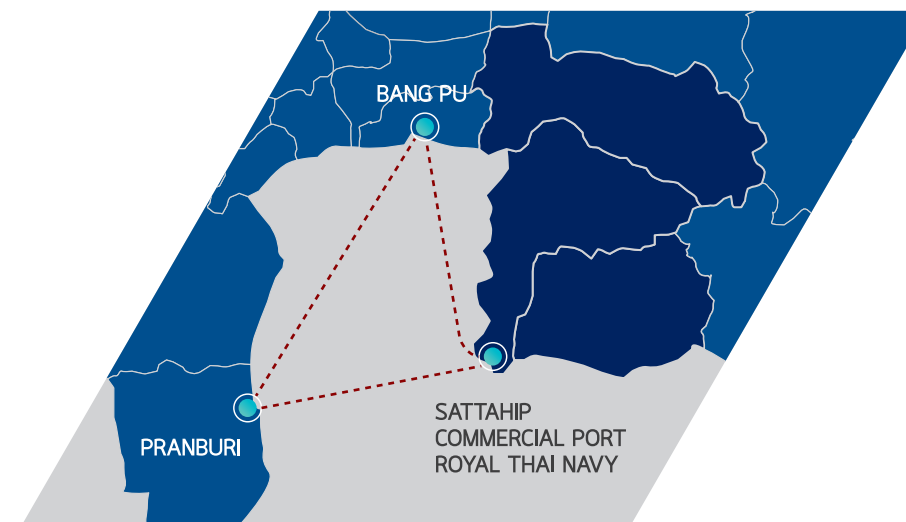 BANG PU
PRANBURI
SATTAHIP
COMMERCIAL PORT
ROYAL THAI NAVY